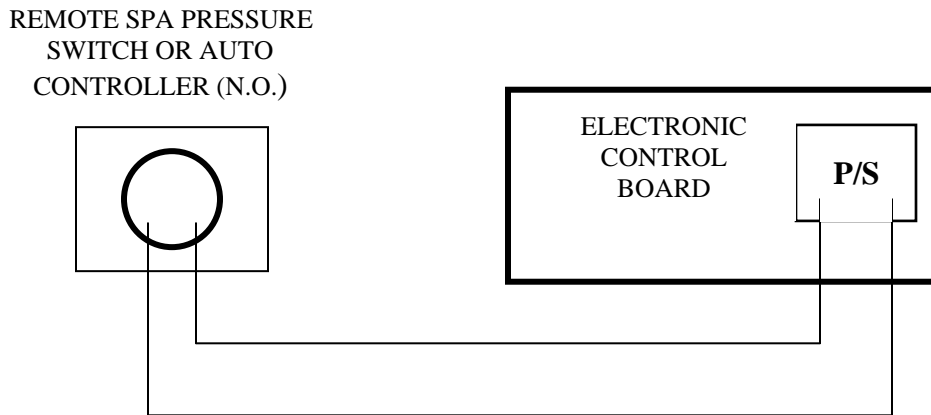 REMOTE SPA PRESSURE
SWITCH OR AUTO
CONTROLLER (N.O.)
ELECTRONIC
CONTROL
BOARD
P/S